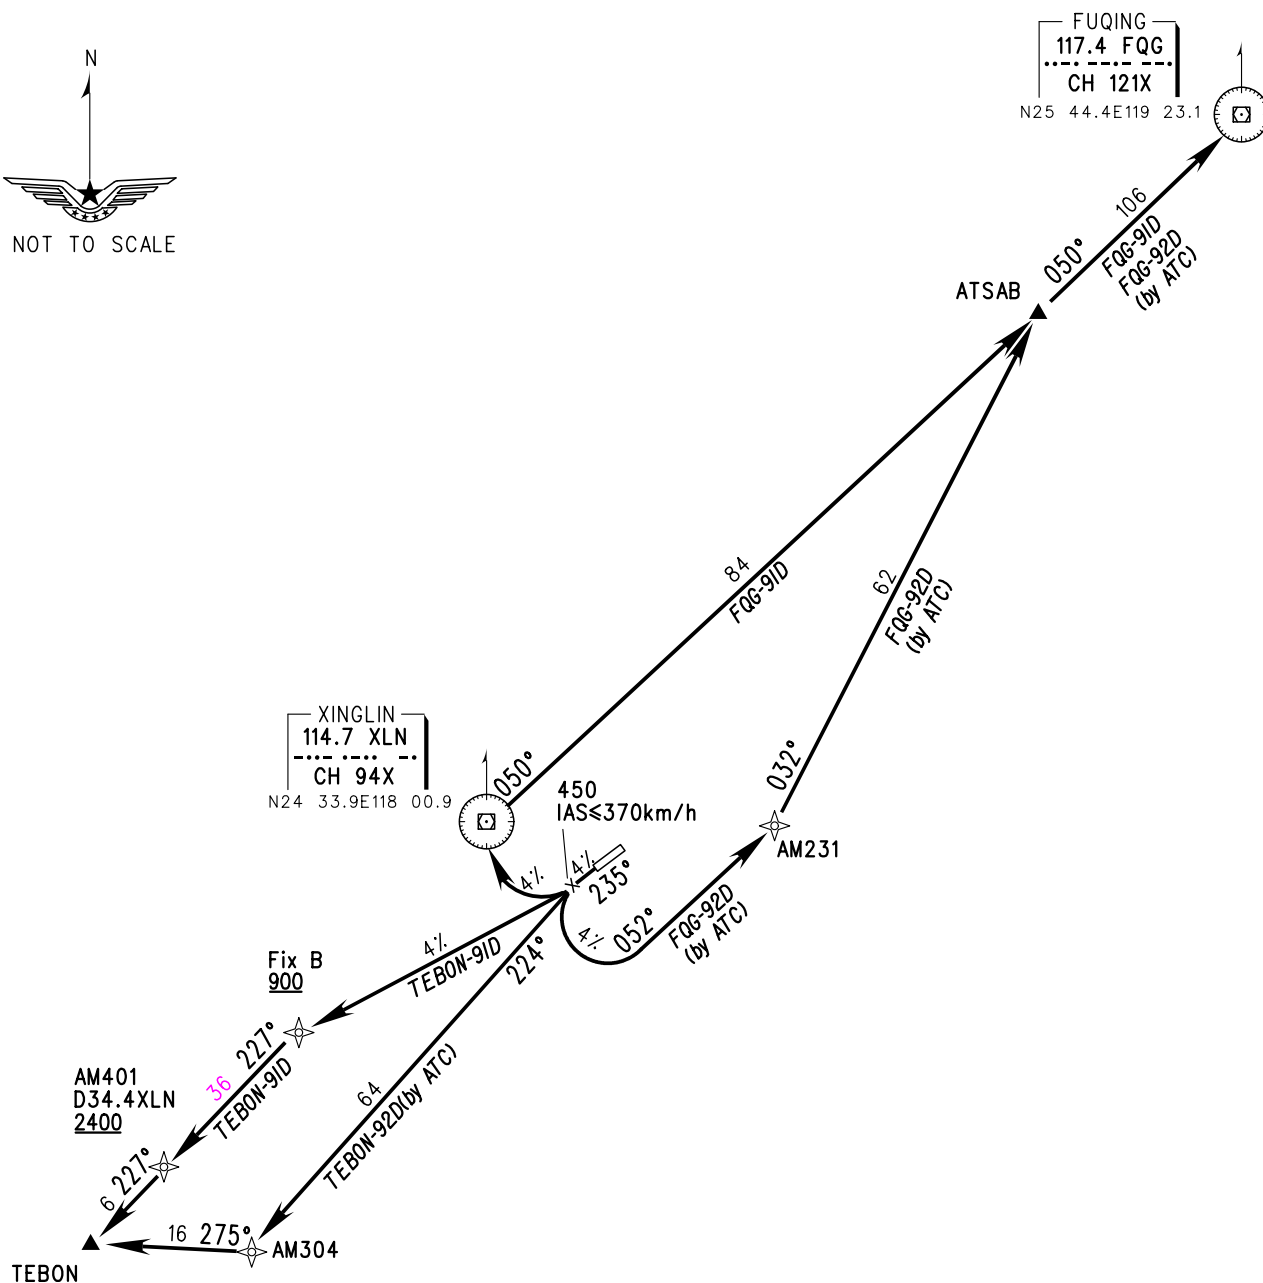 N
NOT TO SCALE
FUQING
117.4 FQG
··–· ––·– ––·
CH 121X
N25 44.4E119 23.1
106
050°
FQG-91D
FQG-92D
(by ATC)
ATSAB
84
FQG-91D
62
FQG-92D
(by ATC)
XINGLIN
114.7 XLN
–··– ·–·· –·
CH 94X
N24 33.9E118 00.9
050°
450
IAS≤370km/h
032°
AM231
4%
4%
235°
4%
052°
FQG-92D
(by ATC)
4%
TEBON-91D
224°
Fix B
900
227°
36
TEBON-91D
64
TEBON-92D(by ATC)
AM401
D34.4XLN
2400
6 227°
16 275°
AM304
TEBON